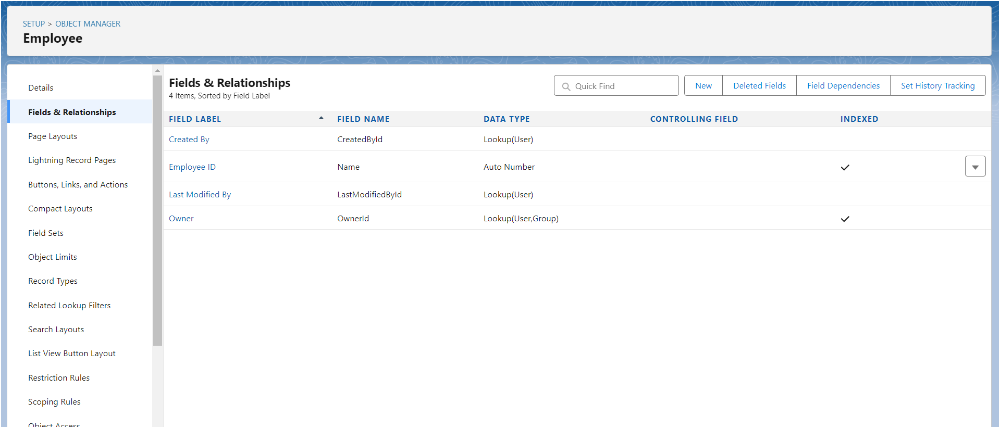 SETUP > OBJECT MANAGER
Employee
Details
Fields & Relationships
Page Layouts
Lightning Record Pages
Buttons, Links, and Actions
Compact Layouts
Field Sets
Object Limits
Record Types
Related Lookup Filters
Search Layouts
List View Button Layout
Restriction Rules
Scoping Rules
Object Access
Fields & Relationships
4 Items, Sorted by Field Label
Quick Find
New
Deleted Fields
Field Dependencies
Set History Tracking
FIELD LABEL FIELD NAME DATA TYPE CONTROLLING FIELD INDEXED
Created By CreatedById Lookup(User)
Employee ID Name Auto Number
Last Modified By LastModifiedById Lookup(User)
Owner OwnerId Lookup(User,Group)